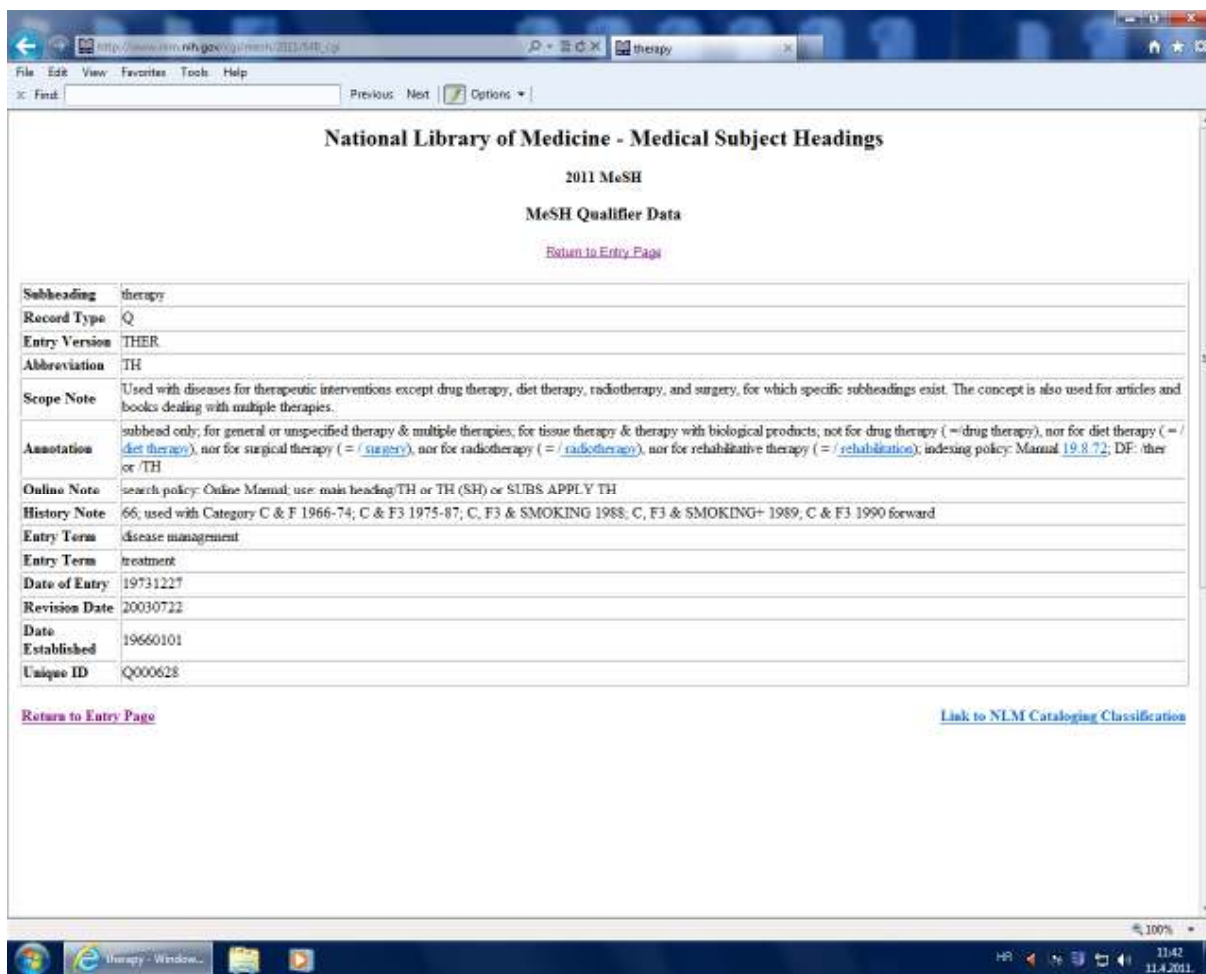 therapy
File Edit View Favorites Tools Help
x Find: Previous Next Options
National Library of Medicine - Medical Subject Headings
2011 MeSH
MeSH Qualifier Data
Return to Entry Page
Subheading therapy
Record Type Q
Entry Version THER
Abbreviation TH
Scope Note Used with diseases for therapeutic interventions except drug therapy, diet therapy, radiotherapy, and surgery, for which specific subheadings exist. The concept is also used for articles and
books dealing with multiple therapies.
Annotation subhead only; for general or unspecified therapy & multiple therapies; for tissue therapy & therapy with biological products; not for drug therapy ( =/drug therapy), nor for diet therapy ( = /
diet therapy), nor for surgical therapy ( = / surgery), nor for radiotherapy ( = / radiotherapy), nor for rehabilitative therapy ( = / rehabilitation); indexing policy: Manual 19.8.72; DF: /ther
or /TH
Online Note search policy: Online Manual; use: main heading/TH or TH (SH) or SUBS APPLY TH
History Note 66; used with Category C & F 1966-74; C & F3 1975-87; C, F3 & SMOKING 1988; C, F3 & SMOKING+ 1989; C & F3 1990 forward
Entry Term disease management
Entry Term treatment
Date of Entry 19731227
Revision Date 20030722
Date
Established 19660101
Unique ID Q000628
Return to Entry Page Link to NLM Cataloging Classification
100%
therapy - Window... HR 11:42
11.4.2011.